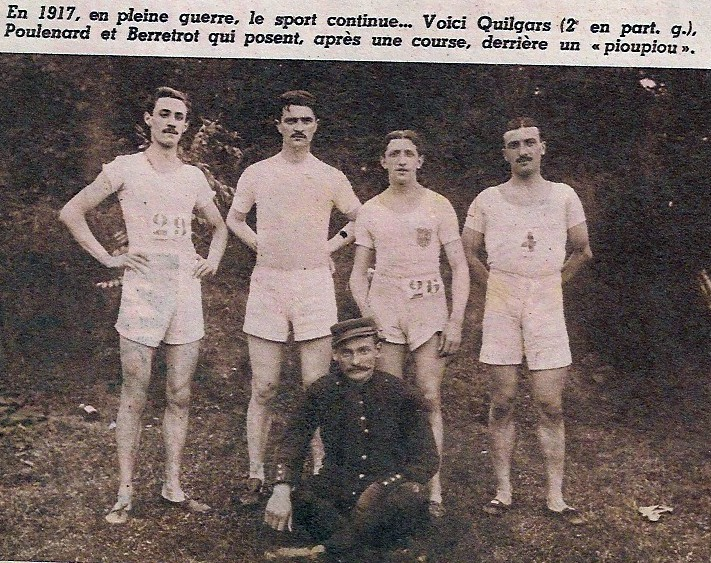 En 1917, en pleine guerre, le sport continue... Voici Quilgars (2e en part. g.),
Poulenard et Berretrot qui posent, après une course, derrière un « pioupiou ».
29
26
4